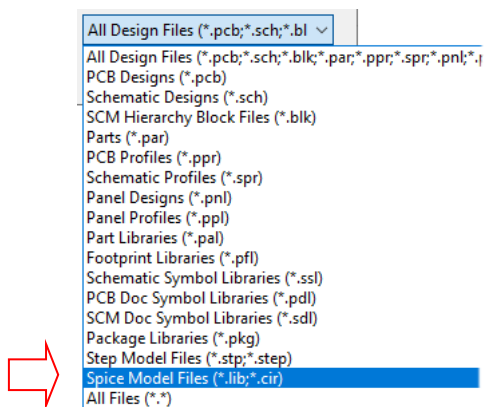 All Design Files (*.pcb;*.sch;*.bl
All Design Files (*.pcb;*.sch;*.blk;*.par;*.ppr;*.spr;*.pnl;*.p
PCB Designs (*.pcb)
Schematic Designs (*.sch)
SCM Hierarchy Block Files (*.blk)
Parts (*.par)
PCB Profiles (*.ppr)
Schematic Profiles (*.spr)
Panel Designs (*.pnl)
Panel Profiles (*.ppl)
Part Libraries (*.pal)
Footprint Libraries (*.pfl)
Schematic Symbol Libraries (*.ssl)
PCB Doc Symbol Libraries (*.pdl)
SCM Doc Symbol Libraries (*.sdl)
Package Libraries (*.pkg)
Step Model Files (*.stp;*.step)
Spice Model Files (*.lib;*.cir)
All Files (*.*)